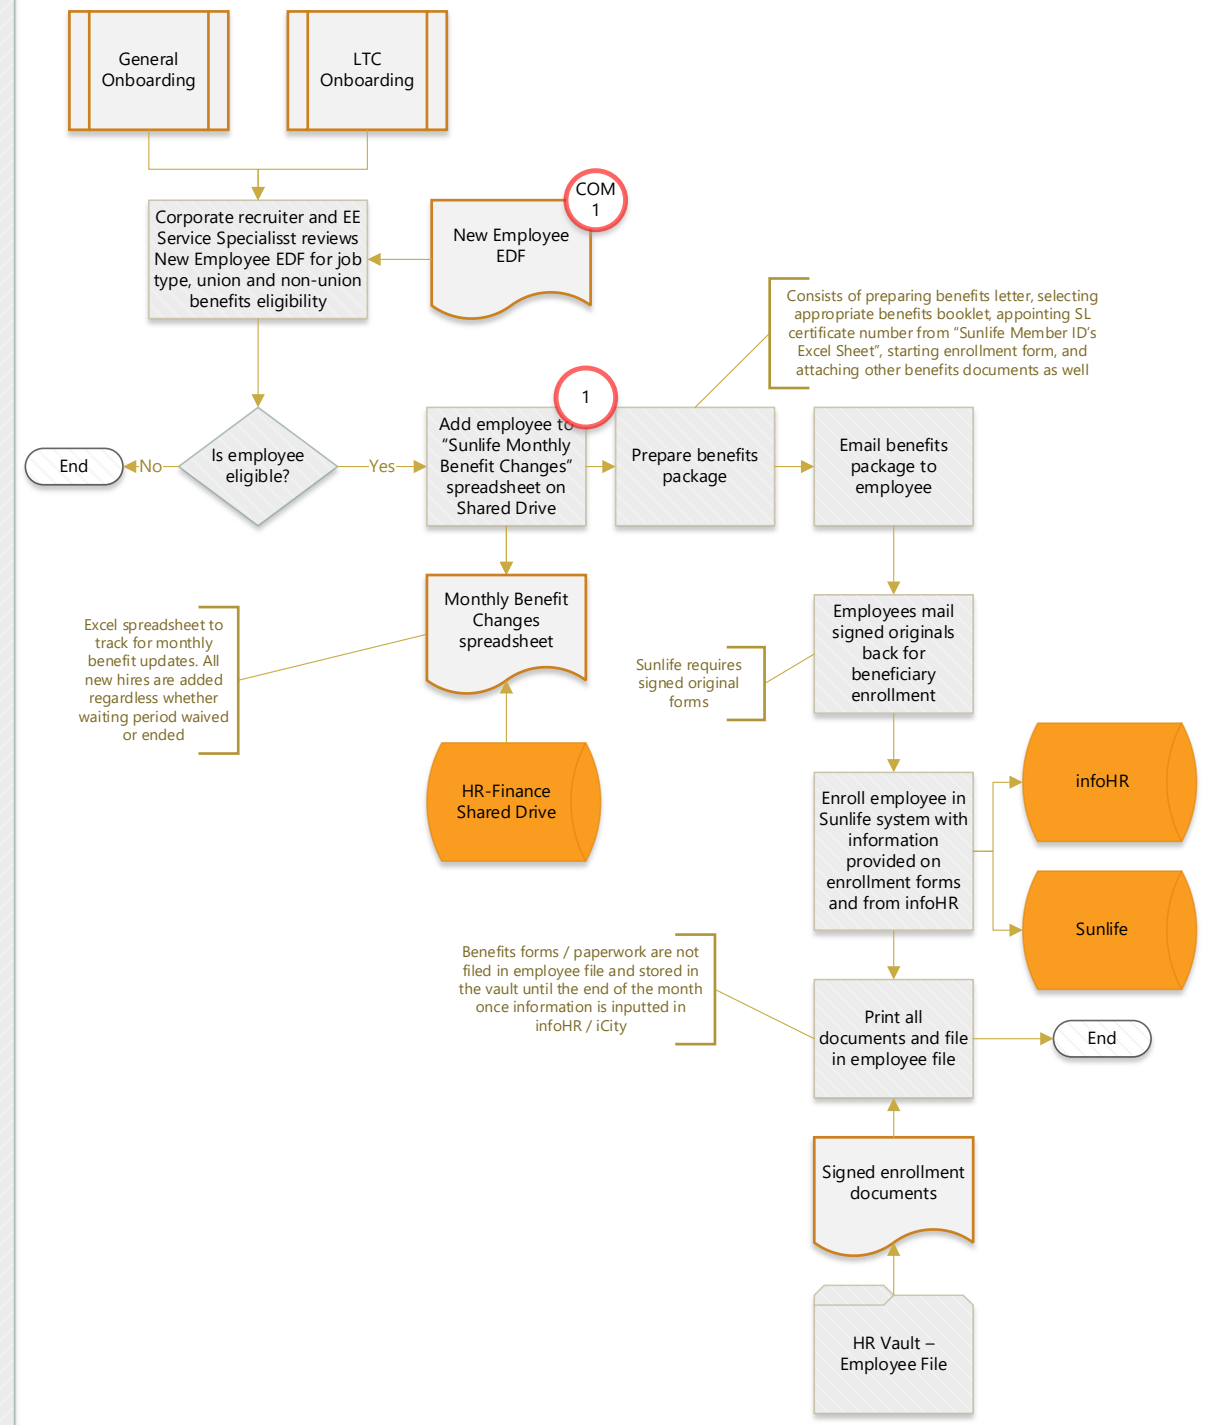 General
Onboarding
LTC
Onboarding
COM
1
New Employee
EDF
Corporate recruiter and EE
Service Specialisst reviews
New Employee EDF for job
type, union and non-union
benefits eligibility
Consists of preparing benefits letter, selecting
appropriate benefits booklet, appointing SL
certificate number from “Sunlife Member ID’s
Excel Sheet”, starting enrollment form, and
attaching other benefits documents as well
End
No
Is employee
eligible?
Yes
1
Add employee to
“Sunlife Monthly
Benefit Changes”
spreadsheet on
Shared Drive
Prepare benefits
package
Email benefits
package to
employee
Monthly Benefit
Changes
spreadsheet
Excel spreadsheet to
track for monthly
benefit updates. All
new hires are added
regardless whether
waiting period waived
or ended
HR-Finance
Shared Drive
Employees mail
signed originals
back for
beneficiary
enrollment
Sunlife requires
signed original
forms
Enroll employee in
Sunlife system with
information
provided on
enrollment forms
and from infoHR
infoHR
Sunlife
Benefits forms / paperwork are not
filed in employee file and stored in
the vault until the end of the month
once information is inputted in
infoHR / iCity
Print all
documents and file
in employee file
End
Signed enrollment
documents
HR Vault –
Employee File